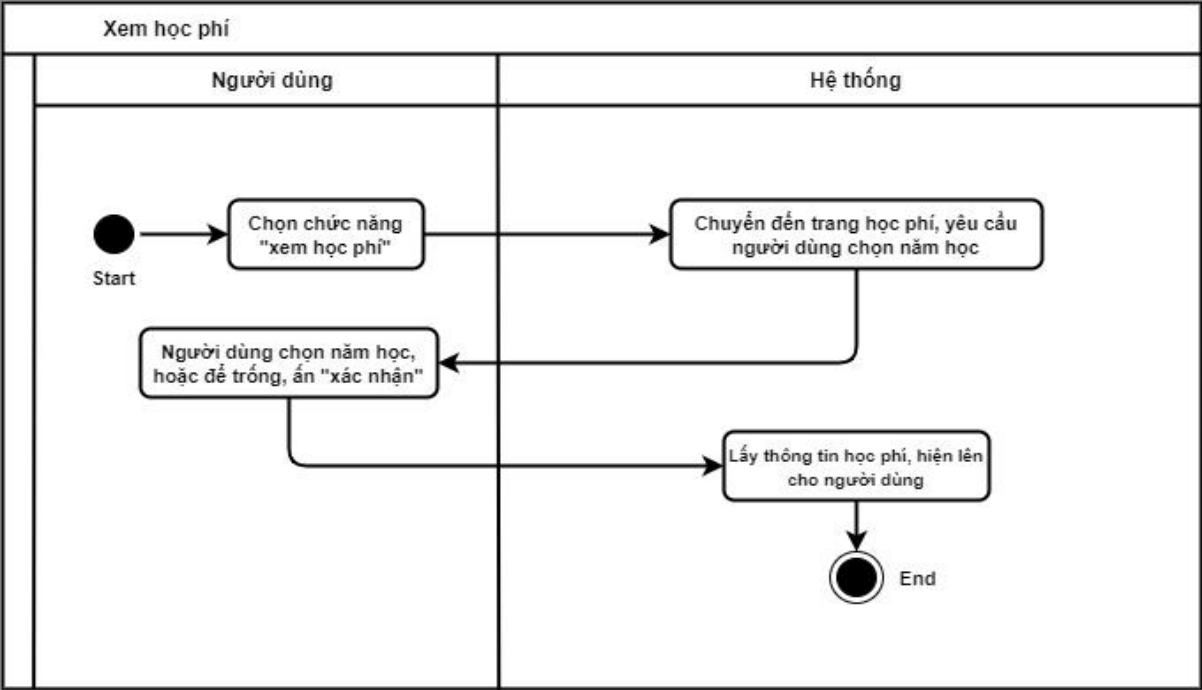 Xem học phí
Người dùng
Hệ thống
Chọn chức năng
"xem học phí"
Chuyển đến trang học phí, yêu cầu
người dùng chọn năm học
Start
Người dùng chọn năm học,
hoặc để trống, ấn "xác nhận"
Lấy thông tin học phí, hiện lên
cho người dùng
End